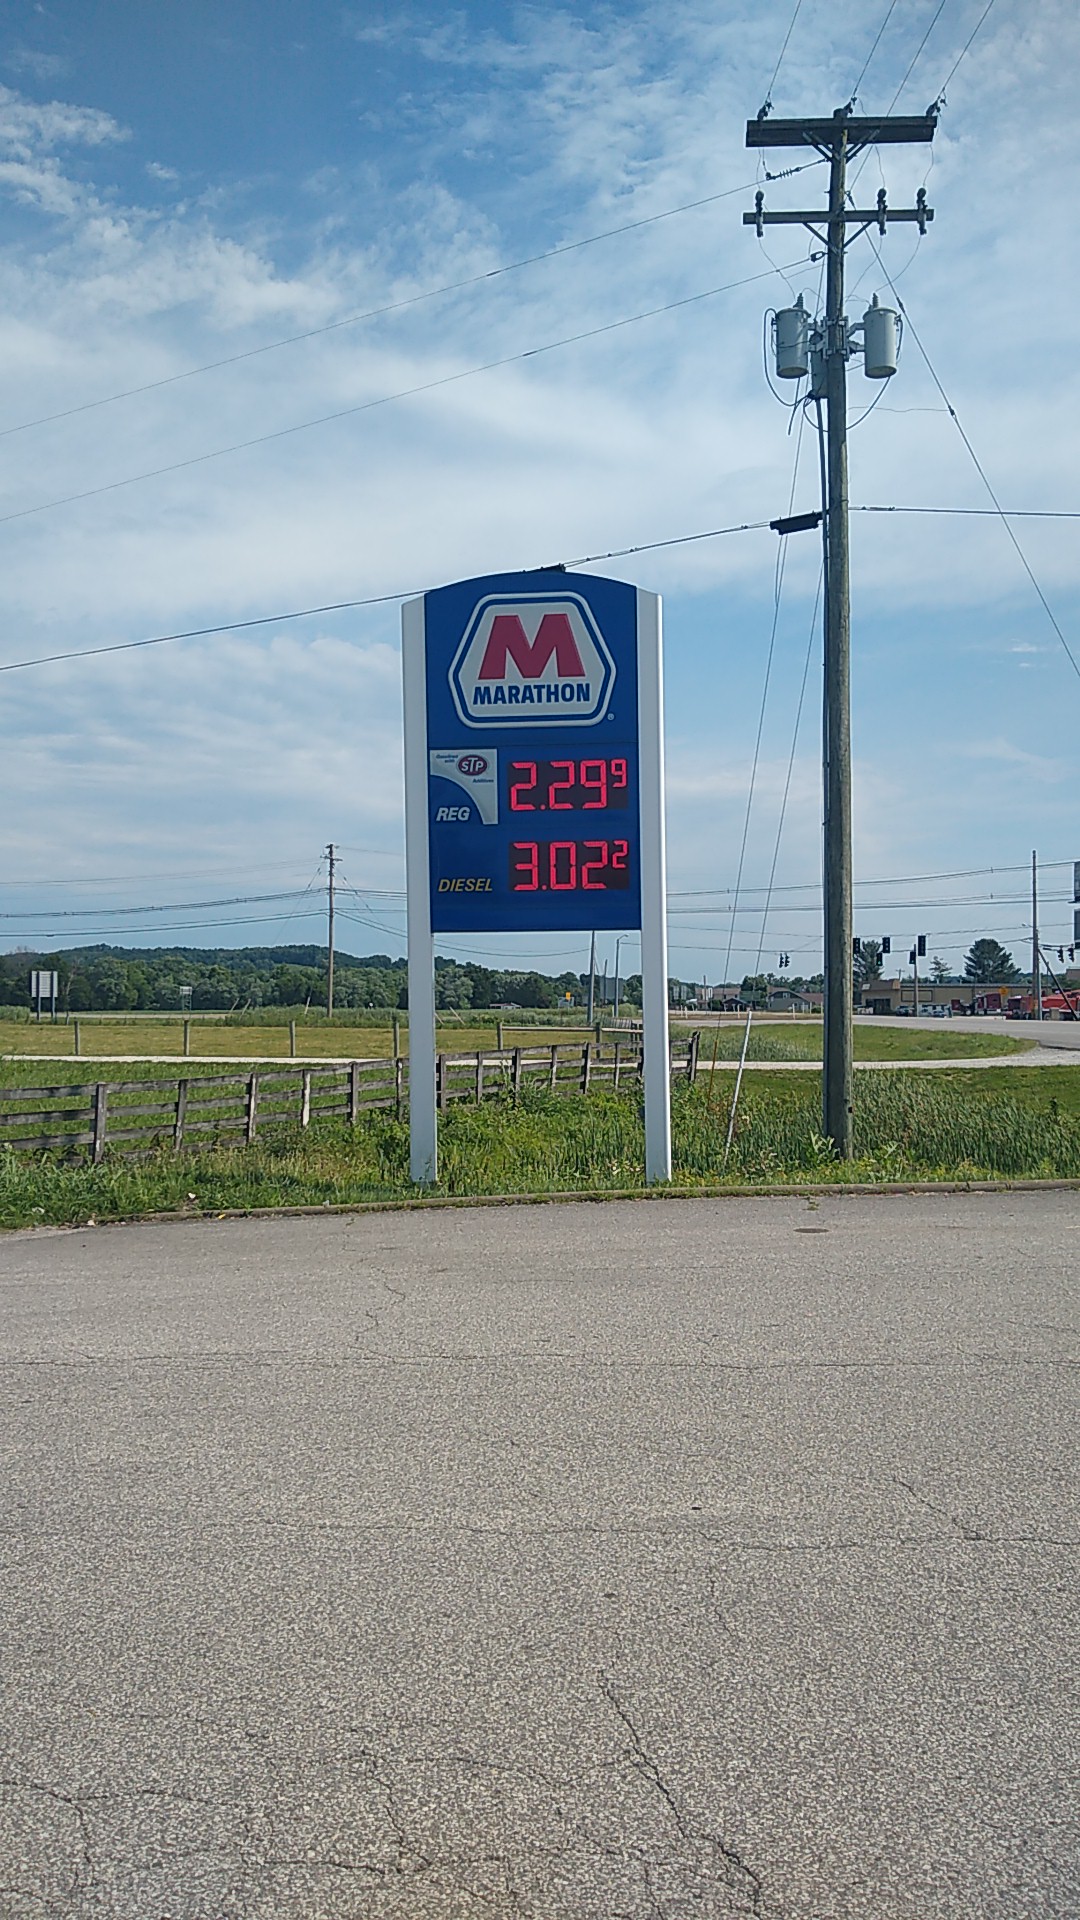 M
MARATHON
®
STP
REG
2.29 9
DIESEL
3.02 2